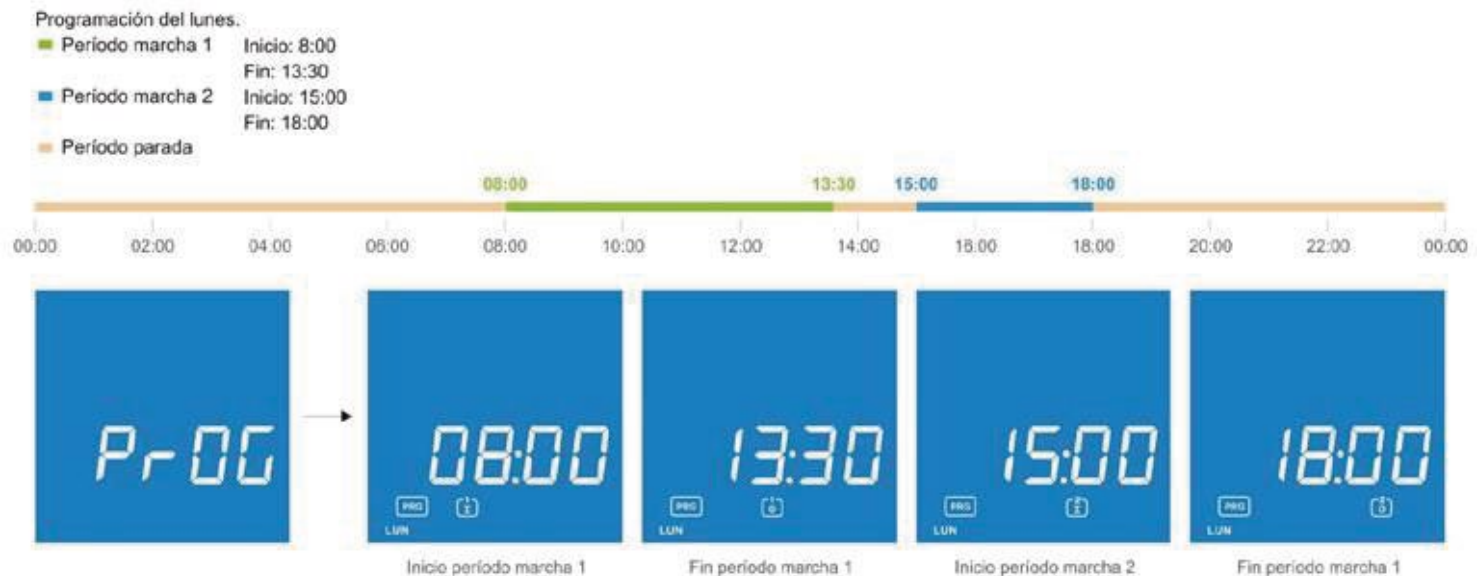 Programación del lunes.
Período marcha 1 Inicio: 8:00
Fin: 13:30
Período marcha 2 Inicio: 15:00
Fin: 18:00
Período parada
08:00 13:30 15:00 18:00
00:00 02:00 04:00 06:00 08:00 10:00 12:00 14:00 16:00 18:00 20:00 22:00 00:00
PrOG 08:00 13:30 15:00 18:00
PRG PRG PRG PRG
LUN LUN LUN LUN
Inicio período marcha 1 Fin período marcha 1 Inicio período marcha 2 Fin período marcha 1